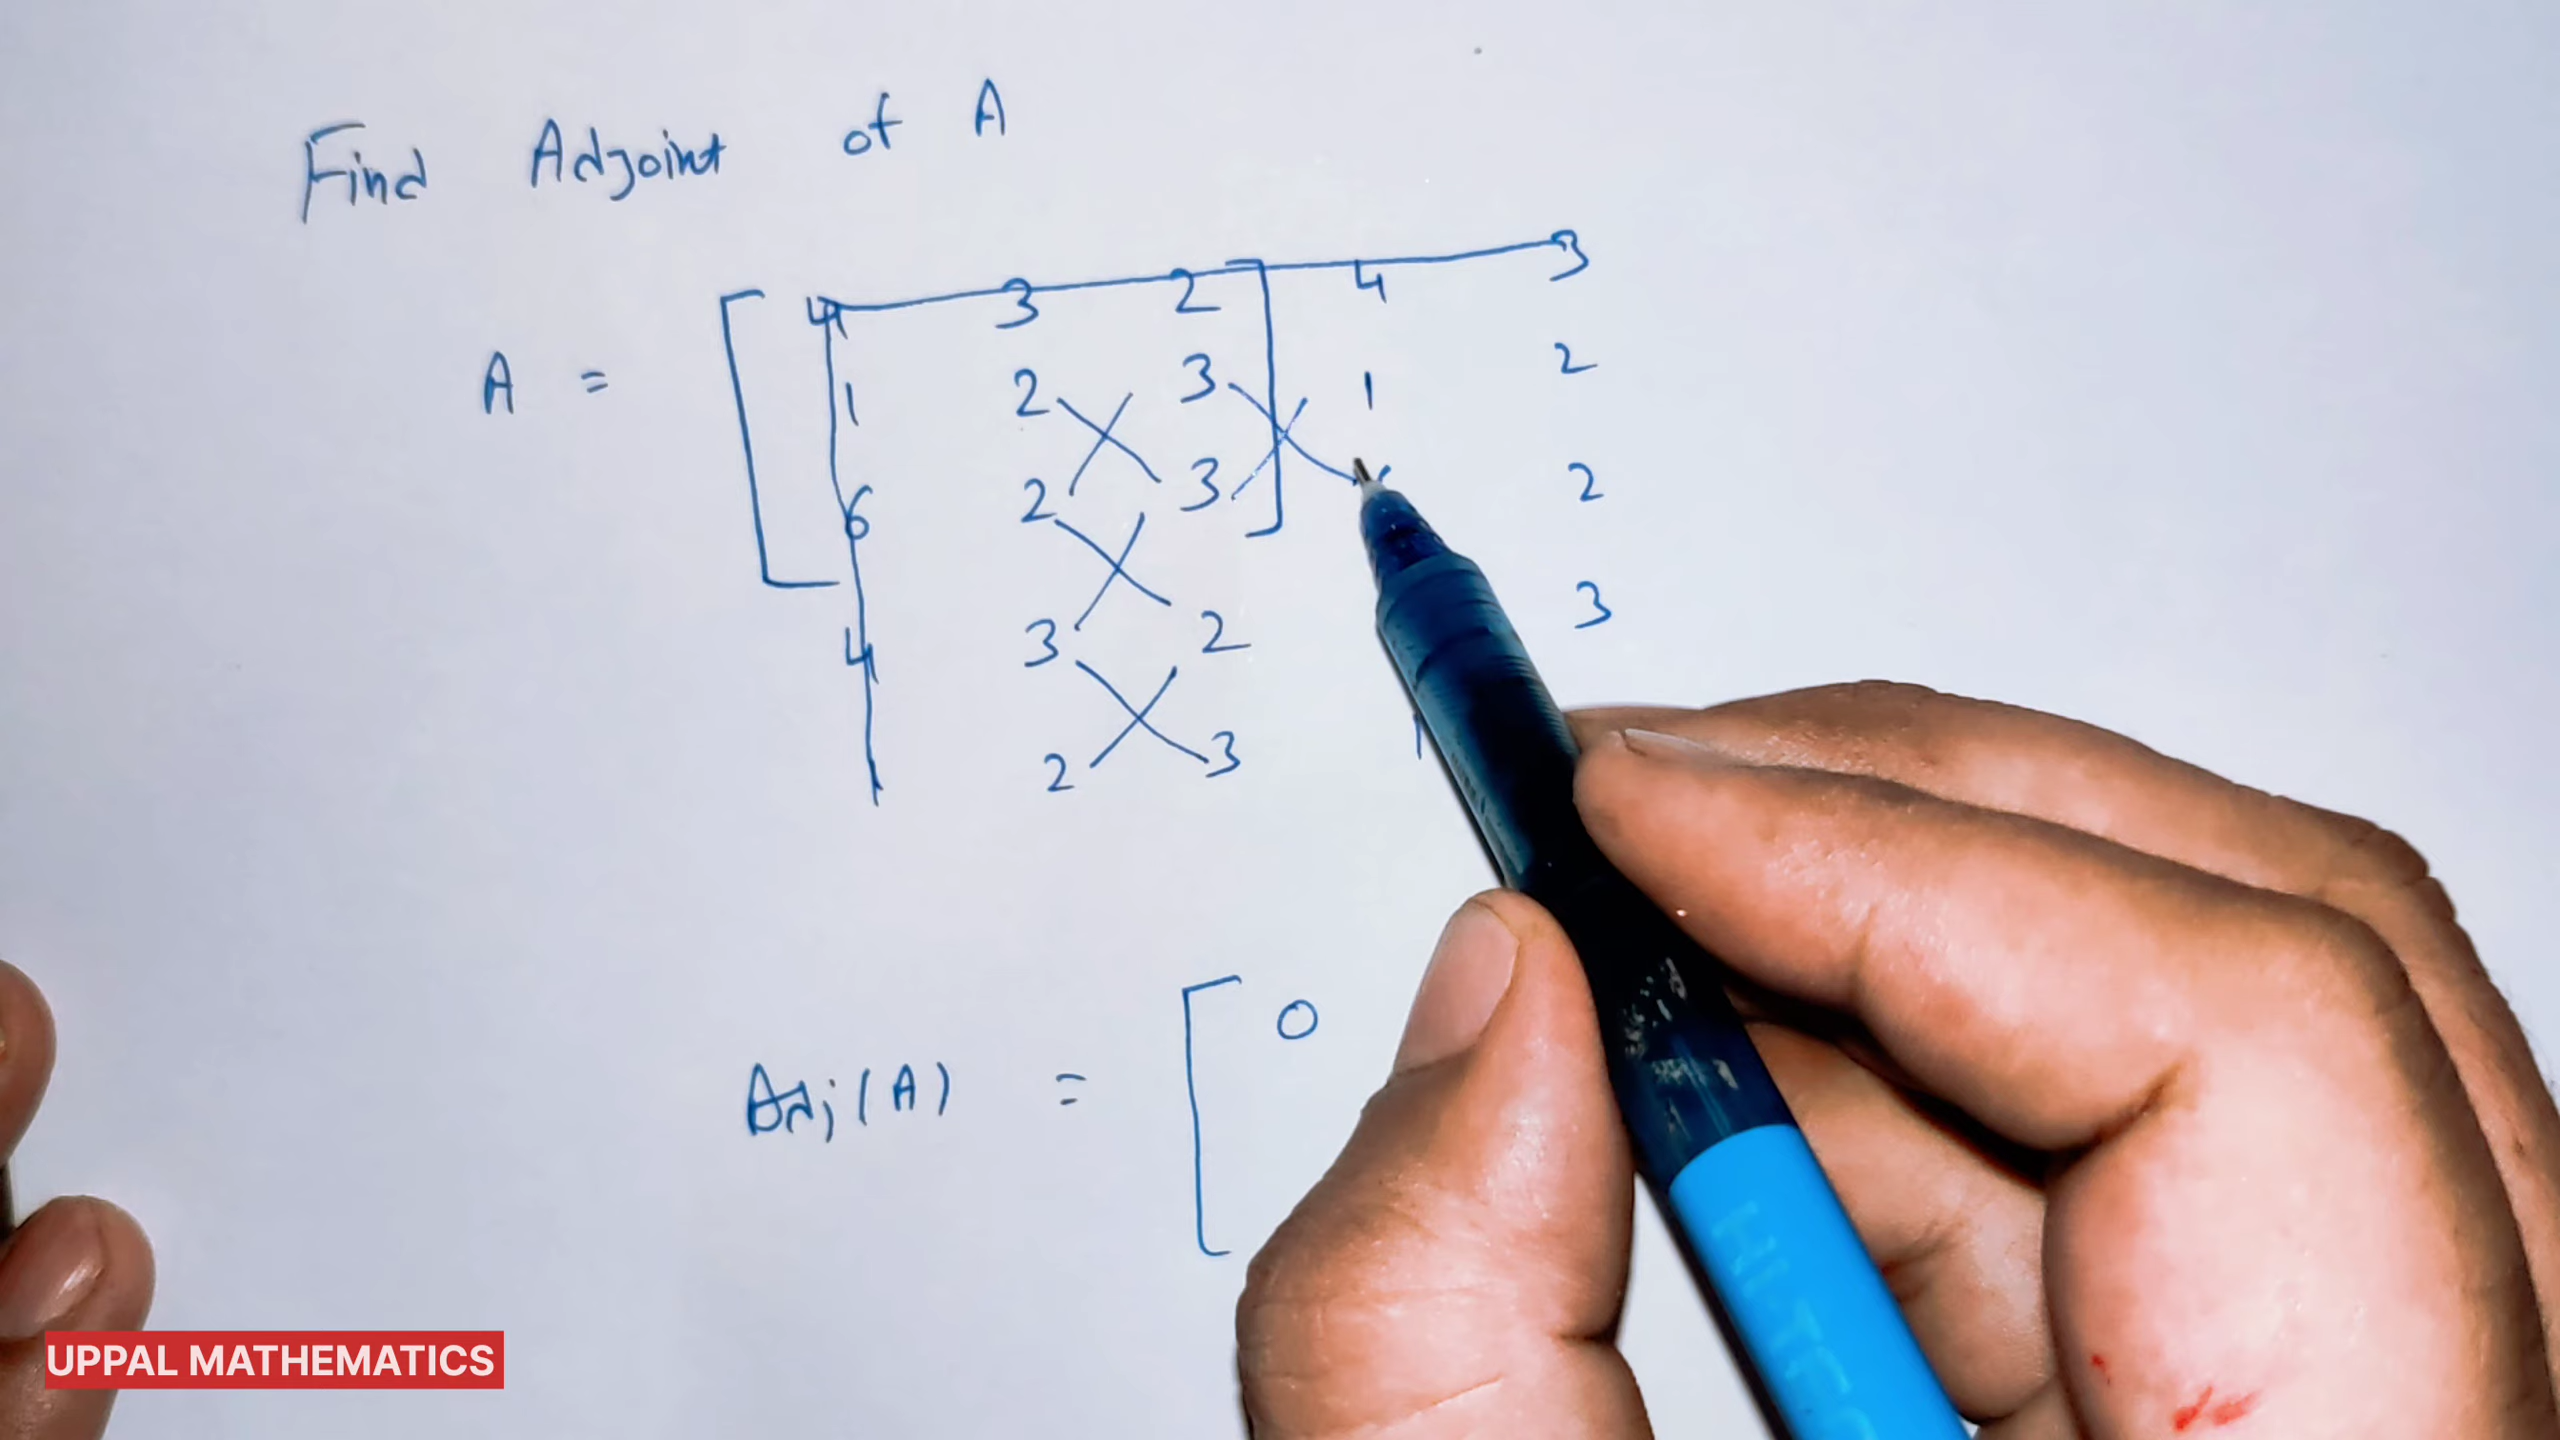 Find Adjoint of A
4 3 2 4 3
A = 1 2 3 1 2
6 2 3 2
4 3 2 3
2 3 1
Adj(A) = [ 0
UPPAL MATHEMATICS